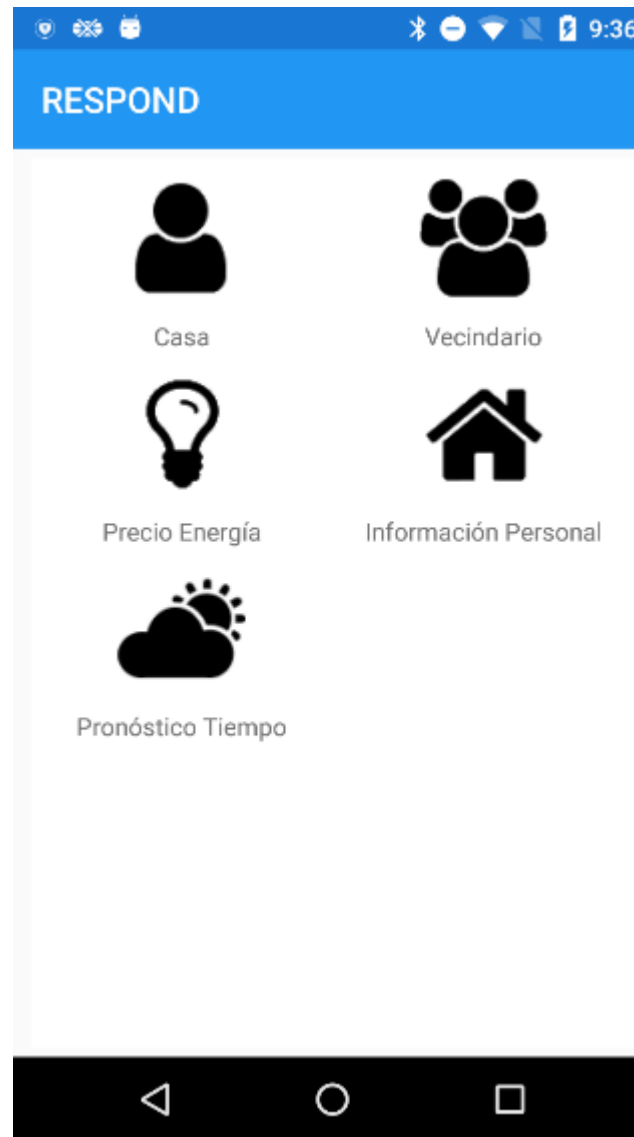 9:36
RESPOND
Casa
Vecindario
Precio Energía
Información Personal
Pronóstico Tiempo